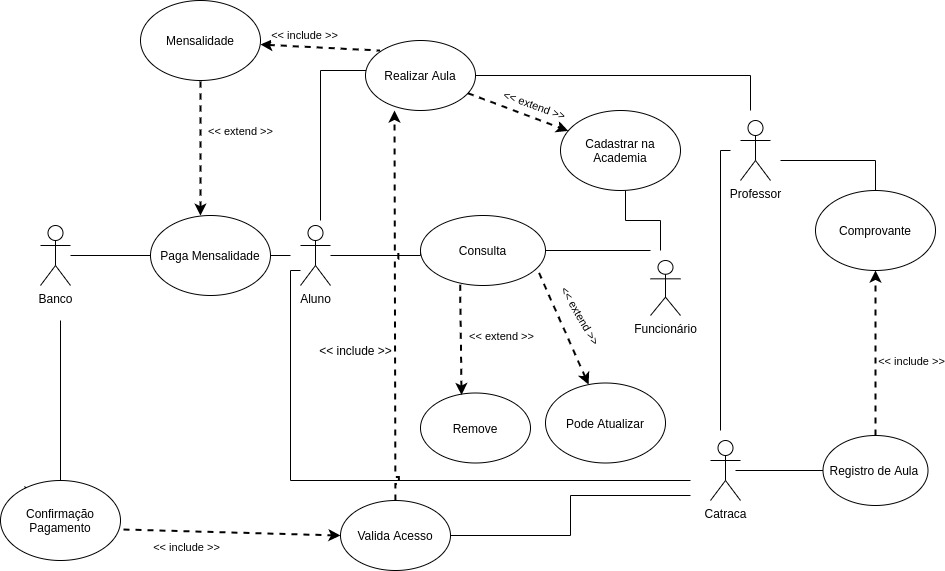 Mensalidade
<< include >>
Realizar Aula
<< extend >>
<< extend >>
Cadastrar na
Academia
Professor
Paga Mensalidade
Consulta
Comprovante
Banco
Aluno
Funcionário
<< extend >>
<< extend >>
<< include >>
<< include >>
Remove
Pode Atualizar
Registro de Aula
Confirmação
Pagamento
Catraca
Valida Acesso
<< include >>